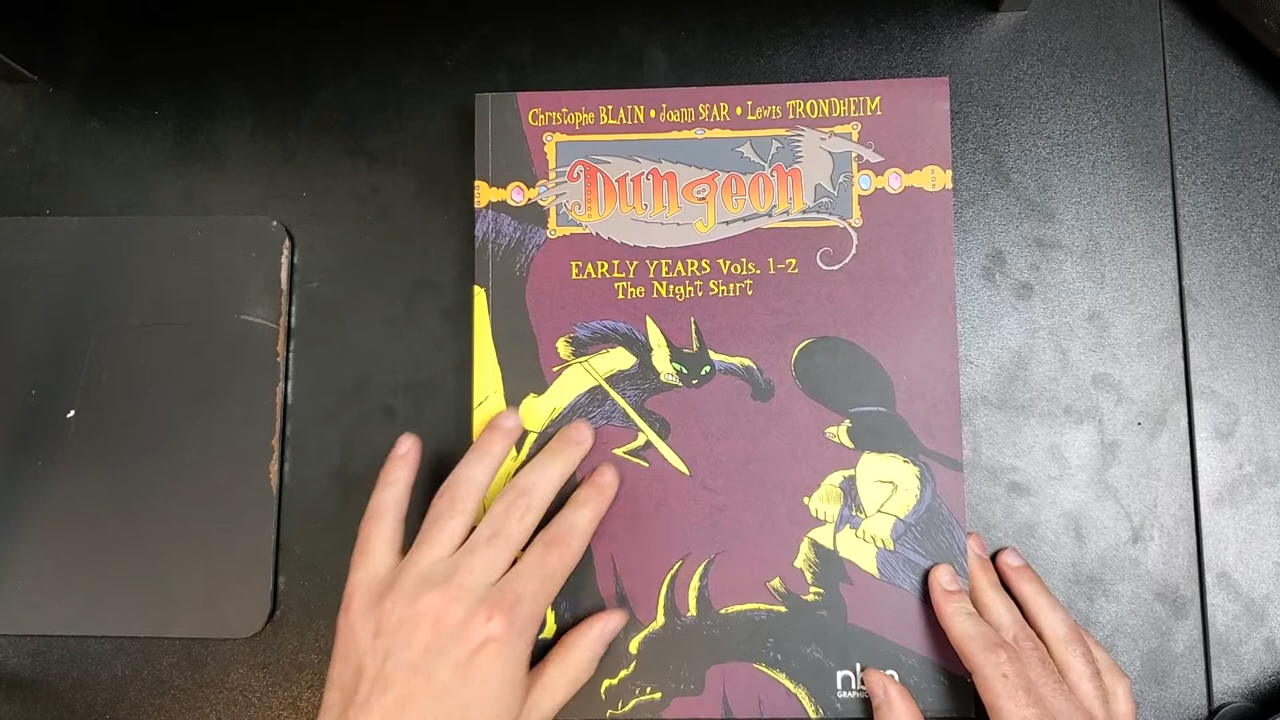 Christophe BLAIN • Joann SFAR • Lewis TRONDHEIM
Dungeon
EARLY YEARS Vols. 1-2
The Night Shirt